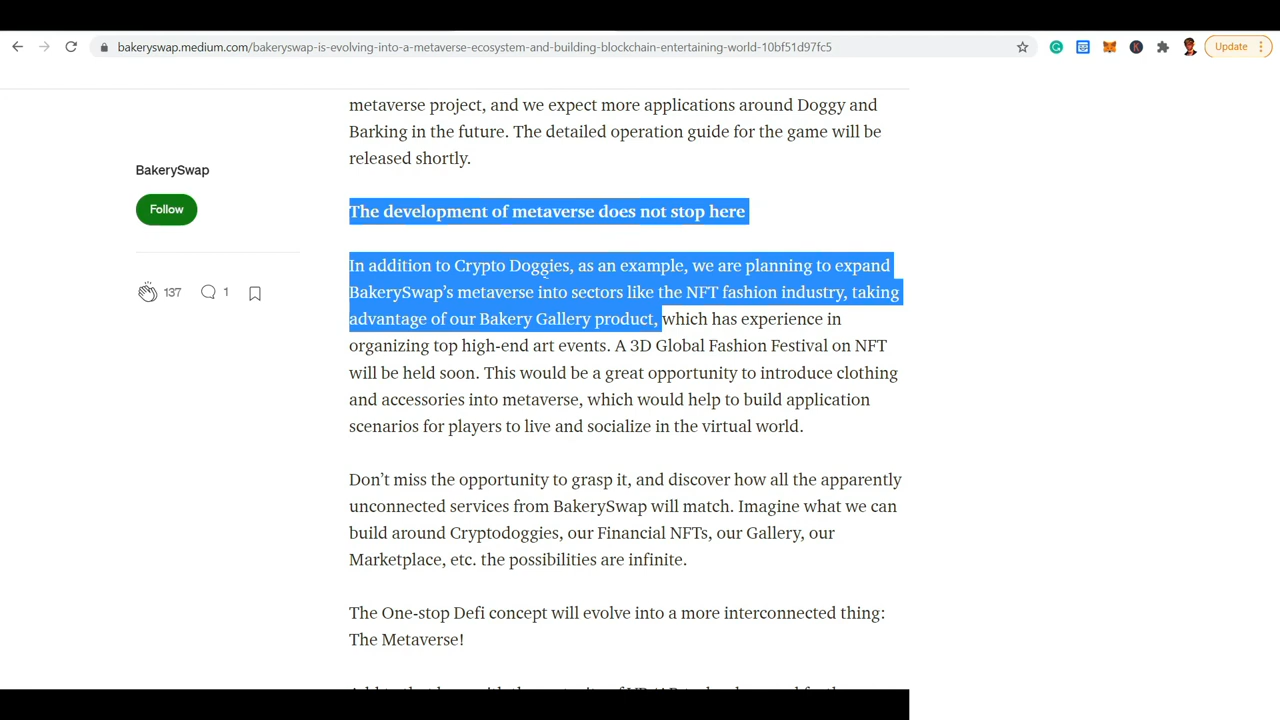 bakeryswap.medium.com/bakeryswap-is-evolving-into-a-metaverse-ecosystem-and-building-blockchain-entertaining-world-10bf51d97fc5
Update
metaverse project, and we expect more applications around Doggy and
Barking in the future. The detailed operation guide for the game will be
released shortly.
BakerySwap
Follow
137
1
The development of metaverse does not stop here
In addition to Crypto Doggies, as an example, we are planning to expand
BakerySwap’s metaverse into sectors like the NFT fashion industry, taking
advantage of our Bakery Gallery product, which has experience in
organizing top high-end art events. A 3D Global Fashion Festival on NFT
will be held soon. This would be a great opportunity to introduce clothing
and accessories into metaverse, which would help to build application
scenarios for players to live and socialize in the virtual world.
Don’t miss the opportunity to grasp it, and discover how all the apparently
unconnected services from BakerySwap will match. Imagine what we can
build around Cryptodoggies, our Financial NFTs, our Gallery, our
Marketplace, etc. the possibilities are infinite.
The One-stop Defi concept will evolve into a more interconnected thing:
The Metaverse!